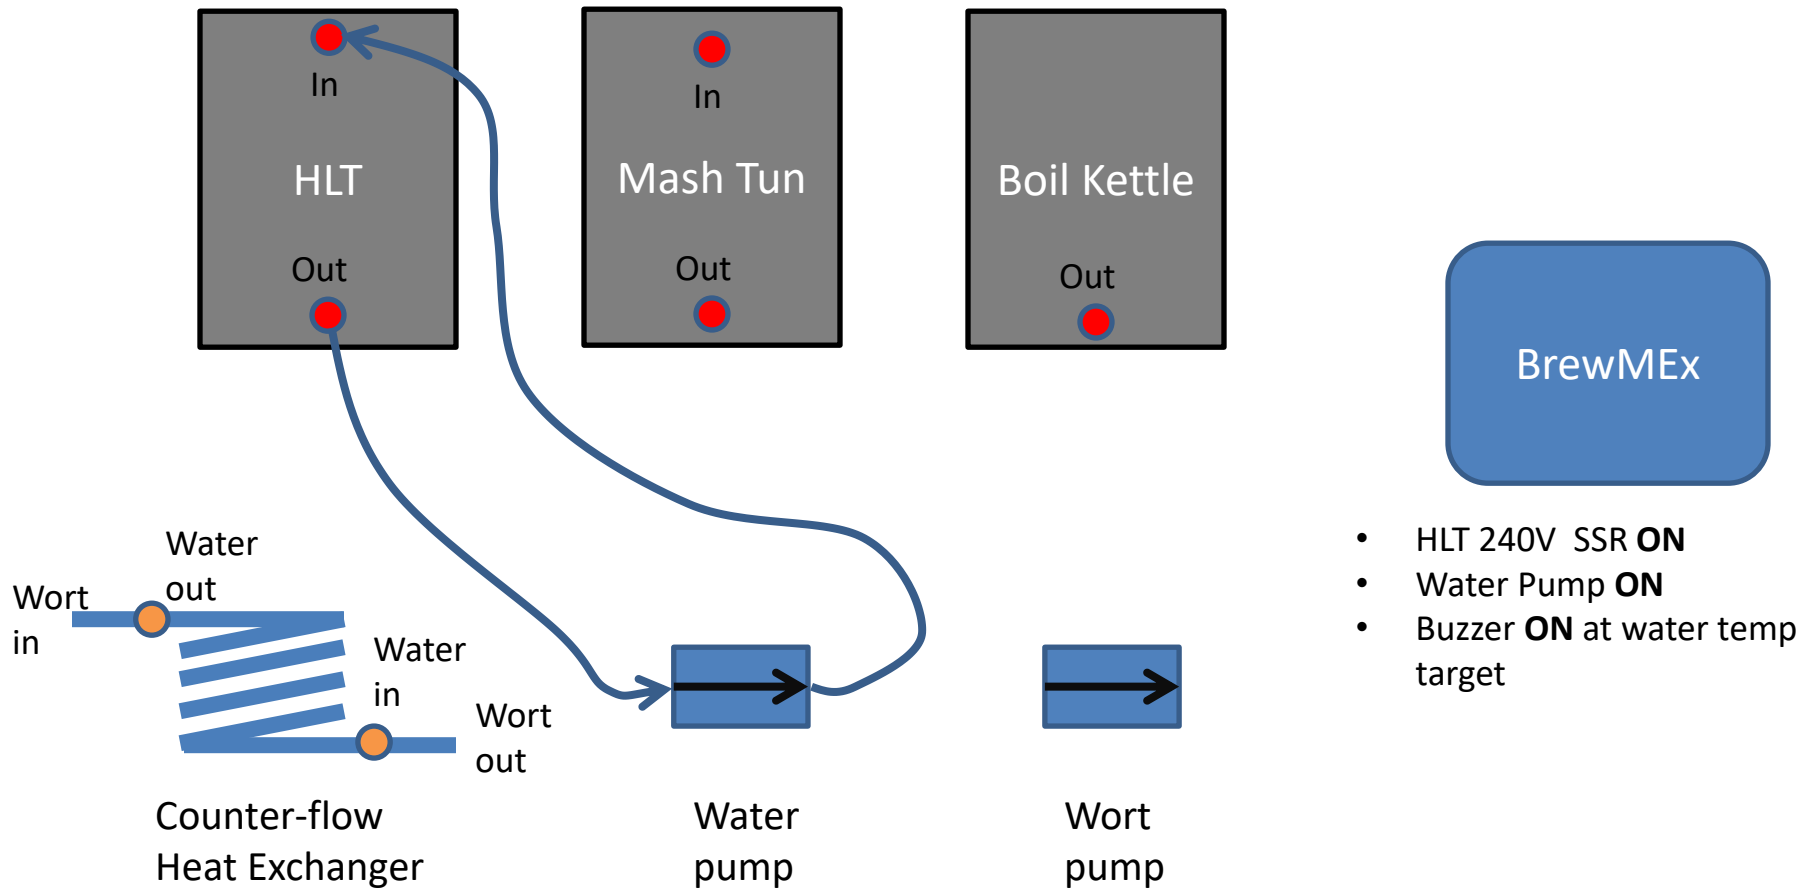 In
HLT
Out
In
Mash Tun
Out
Boil Kettle
Out
BrewMEx
• HLT 240V SSR ON
• Water Pump ON
• Buzzer ON at water temp
target
Water
out
Wort
in
Water
in
Wort
out
Counter-flow
Heat Exchanger
Water
pump
Wort
pump